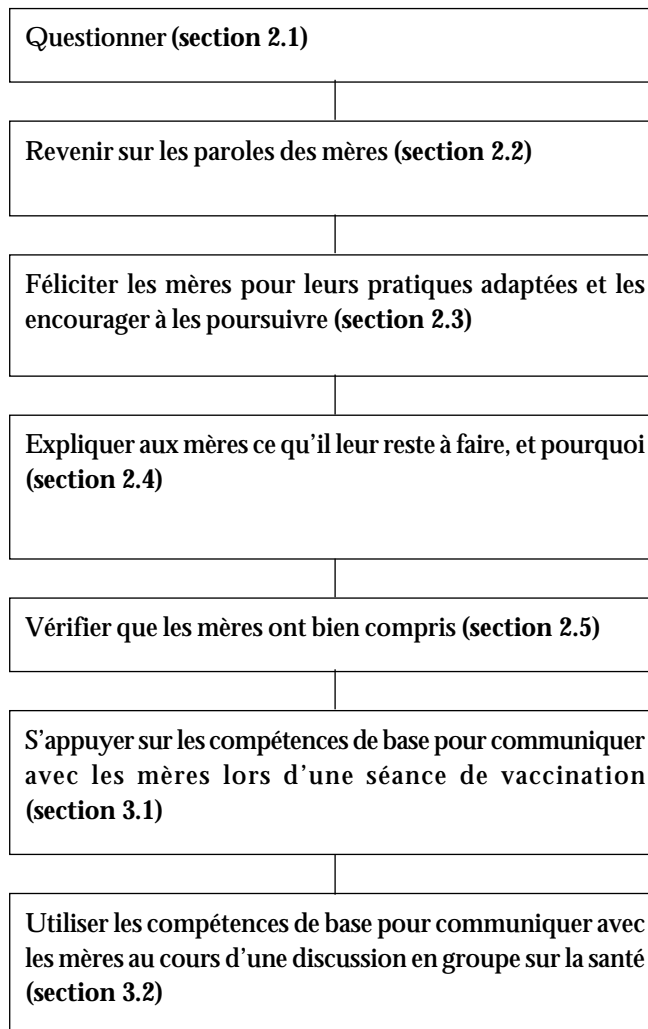 Questionner (section 2.1)
Revenir sur les paroles des mères (section 2.2)
Féliciter les mères pour leurs pratiques adaptées et les
encourager à les poursuivre (section 2.3)
Expliquer aux mères ce qu’il leur reste à faire, et pourquoi
(section 2.4)
Vérifier que les mères ont bien compris (section 2.5)
S’appuyer sur les compétences de base pour communiquer
avec les mères lors d’une séance de vaccination
(section 3.1)
Utiliser les compétences de base pour communiquer avec
les mères au cours d’une discussion en groupe sur la santé
(section 3.2)